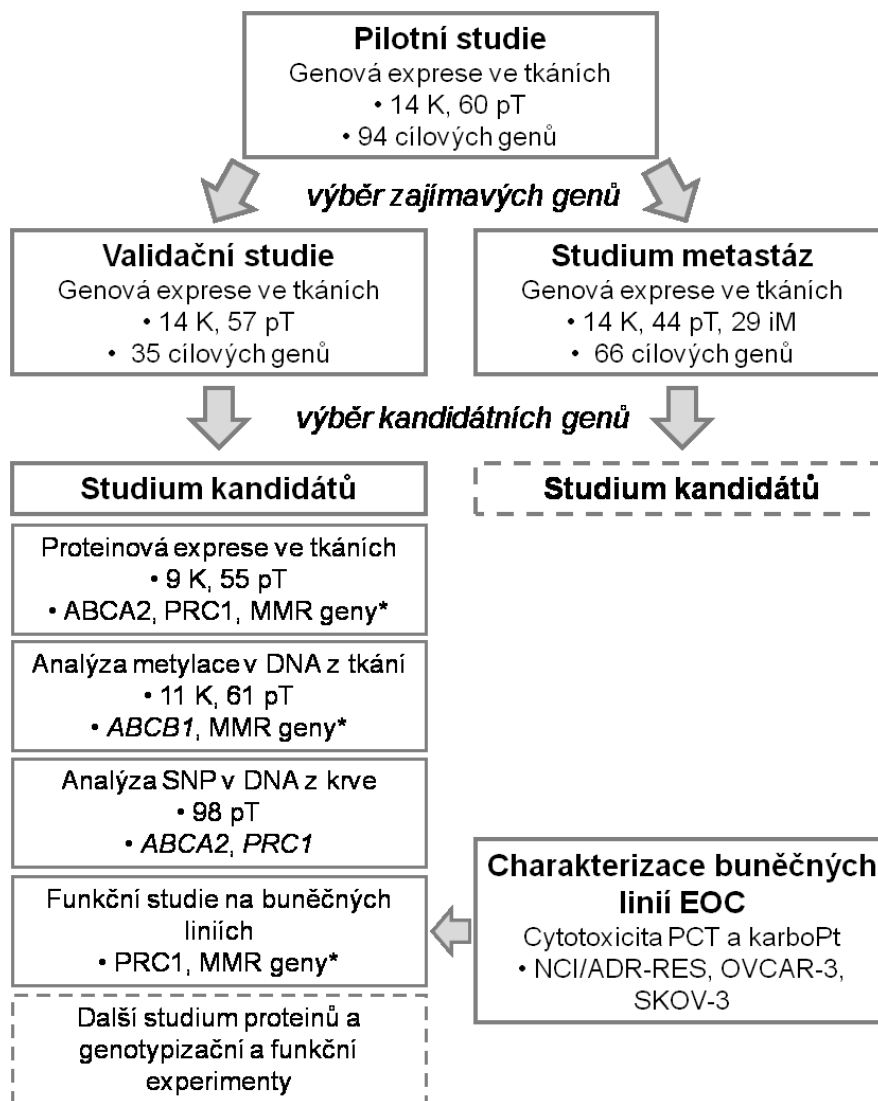 Pilotní studie
Genová exprese ve tkáních
• 14 K, 60 pT
• 94 cílových genů
výběr zajímavých genů
Validační studie
Genová exprese ve tkáních
• 14 K, 57 pT
• 35 cílových genů
Studium metastáz
Genová exprese ve tkáních
• 14 K, 44 pT, 29 iM
• 66 cílových genů
výběr kandidátních genů
Studium kandidátů
Studium kandidátů
Proteinová exprese ve tkáních
• 9 K, 55 pT
• ABCA2, PRC1, MMR geny*
Analýza metylace v DNA z tkání
• 11 K, 61 pT
• ABCB1, MMR geny*
Analýza SNP v DNA z krve
• 98 pT
• ABCA2, PRC1
Funkční studie na buněčných
liniích
• PRC1, MMR geny*
Charakterizace buněčných
linií EOC
Cytotoxicita PCT a karboPt
• NCI/ADR-RES, OVCAR-3,
SKOV-3
Další studium proteinů a
genotypizační a funkční
experimenty